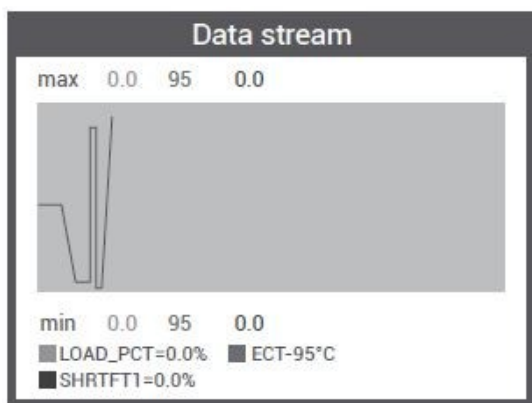 Data stream
max 0.0 95 0.0
min 0.0 95 0.0
LOAD_PCT=0.0% ECT-95°C
SHRTFT1=0.0%